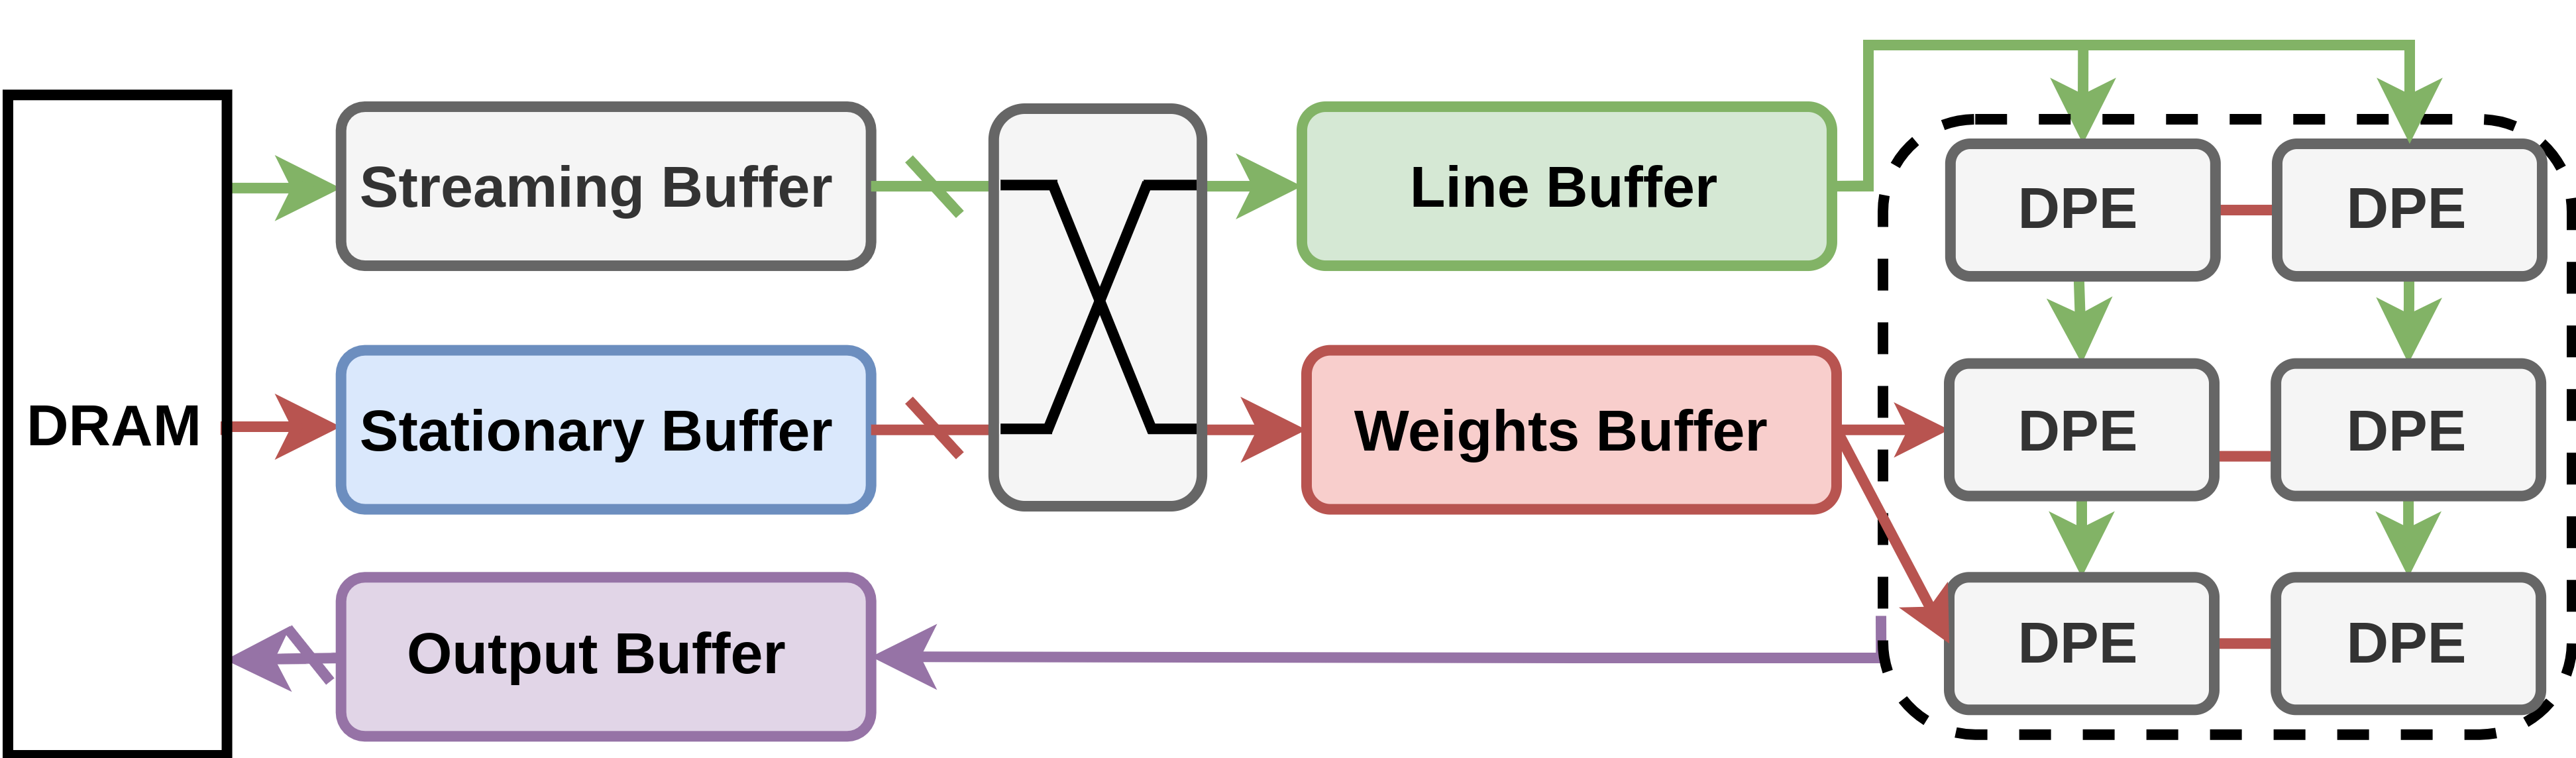 DRAM
Streaming Buffer
Stationary Buffer
Output Buffer
Line Buffer
Weights Buffer
DPE
DPE
DPE
DPE
DPE
DPE